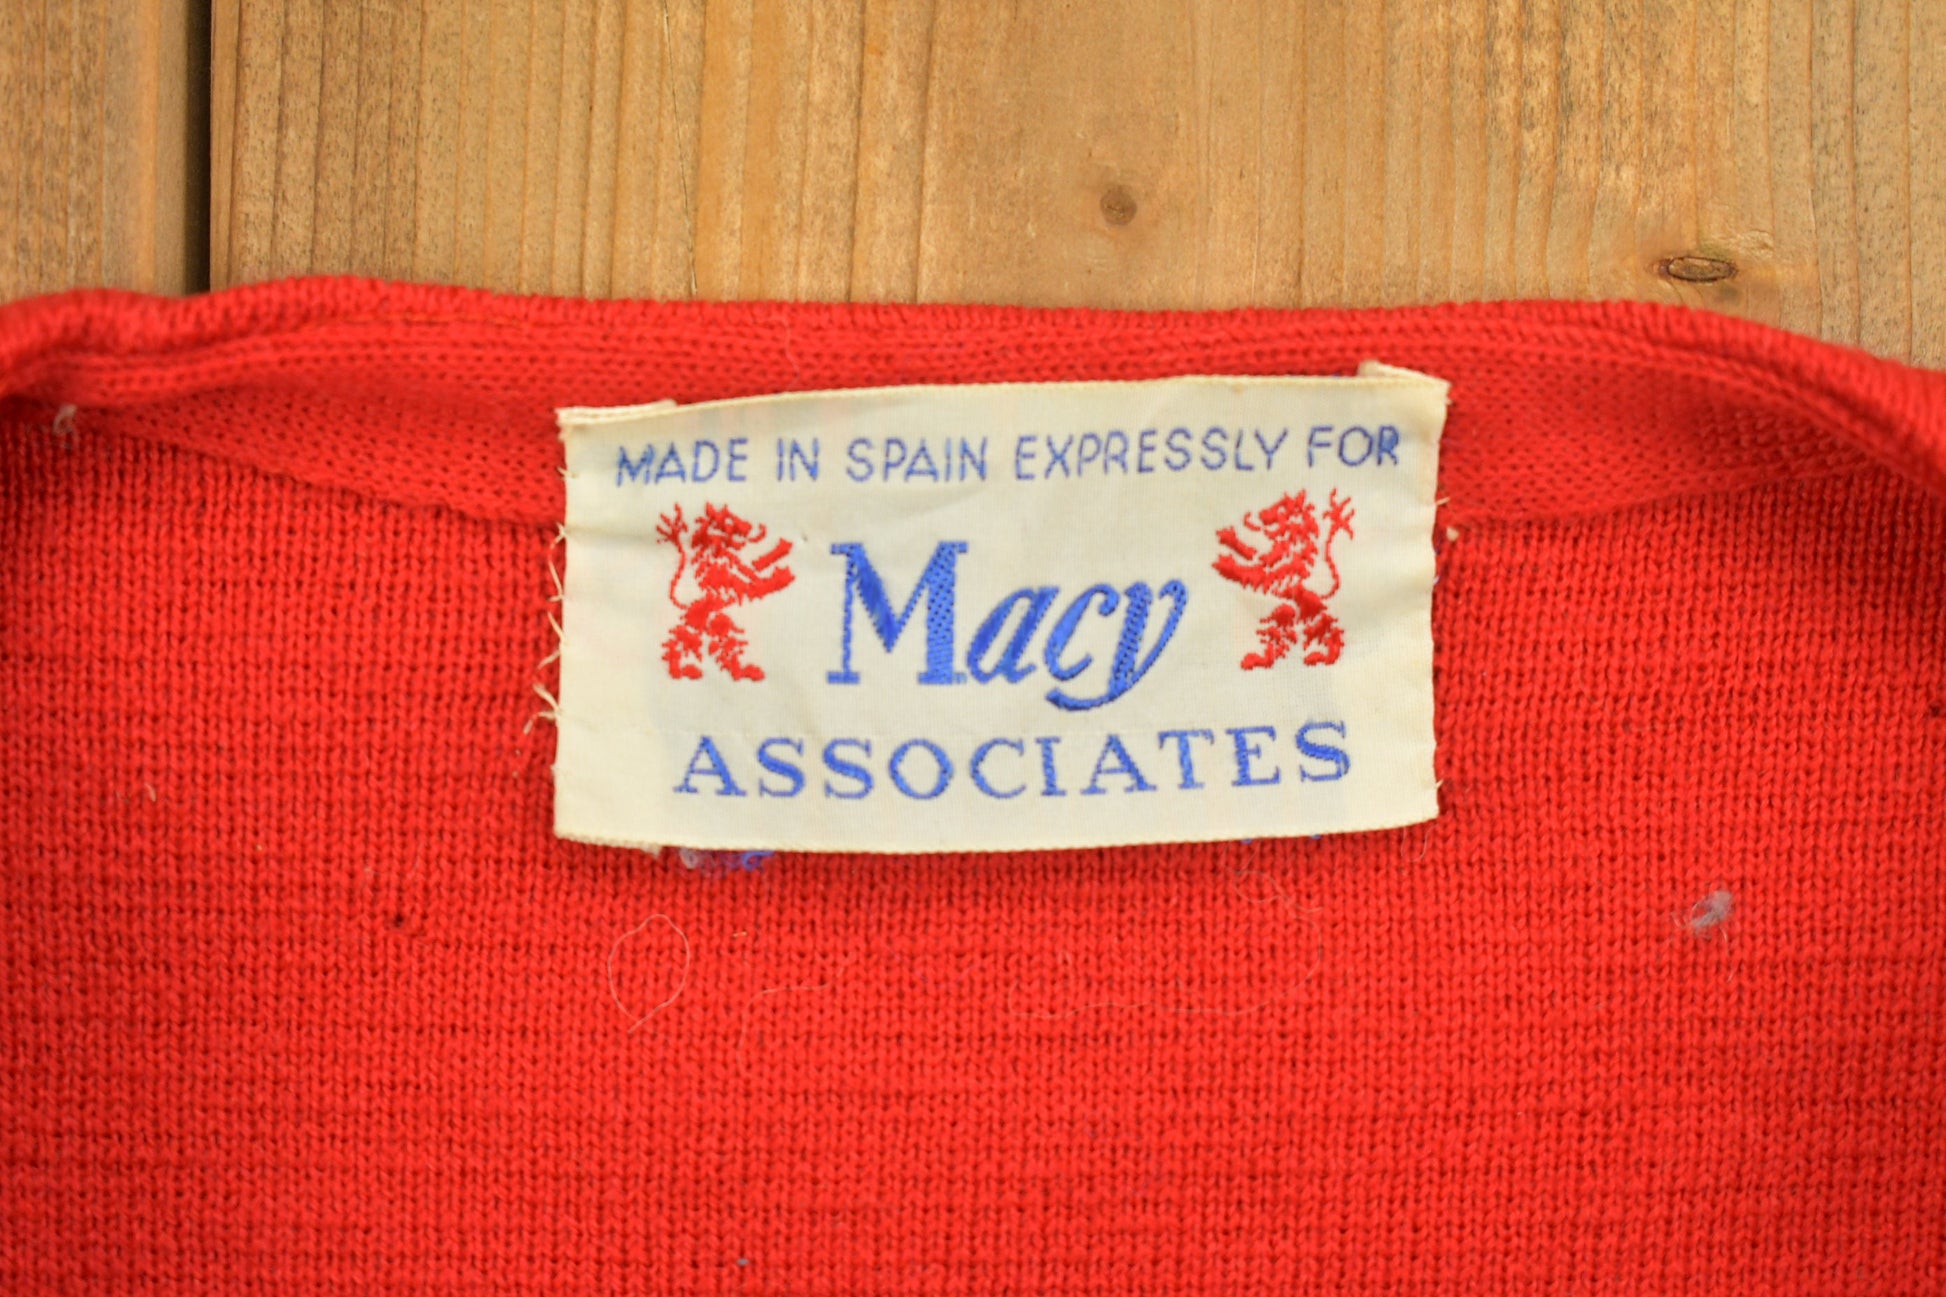 MADE IN SPAIN EXPRESSLY FOR
Macy
ASSOCIATES